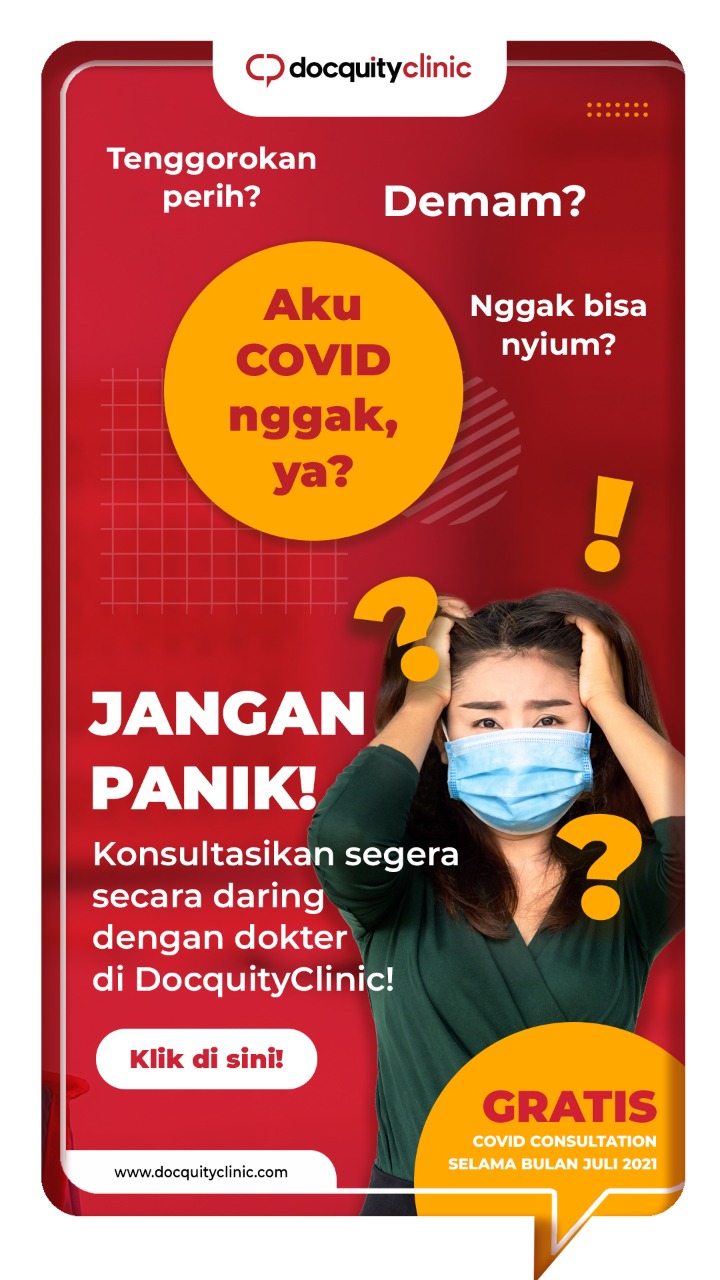 docquityclinic
Tenggorokan
perih?
Demam?
Aku
COVID
nggak,
ya?
Nggak bisa
nyium?
!
?
JANGAN
PANIK!
?
Konsultasikan segera
secara daring
dengan dokter
di DocquityClinic!
Klik di sini!
GRATIS
COVID CONSULTATION
SELAMA BULAN JULI 2021
www.docquityclinic.com